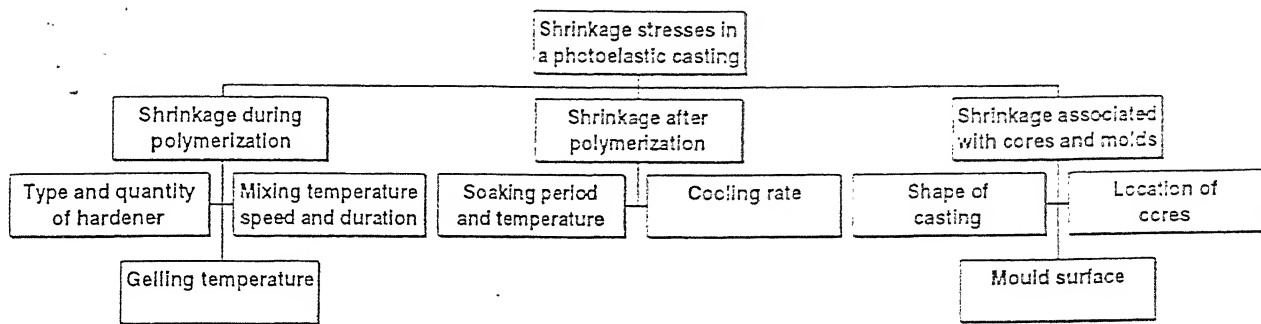 Shrinkage stresses in
a photoelastic casting
Shrinkage during
polymerization
Shrinkage after
polymerization
Shrinkage associated
with cores and molds
Type and quantity
of hardener
Mixing temperature
speed and duration
Soaking period
and temperature
Cooling rate
Shape of
casting
Location of
cores
Gelling temperature
Mould surface